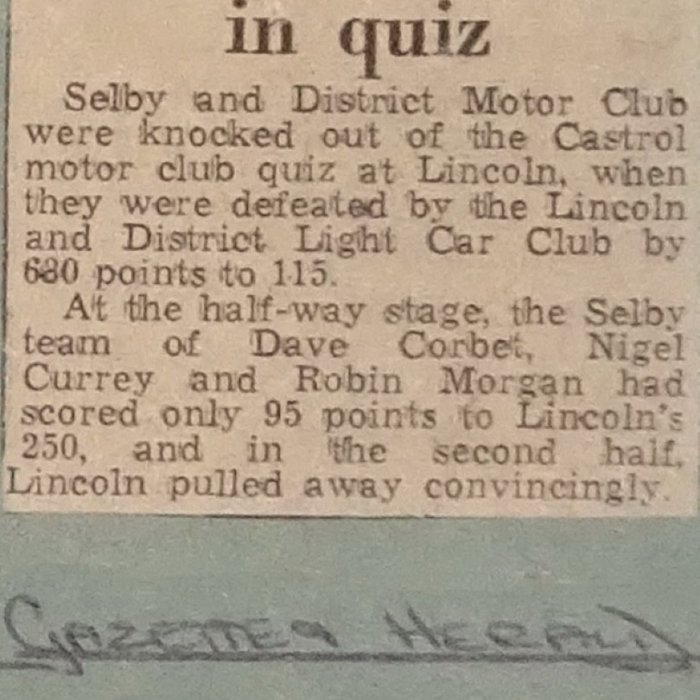 in quiz
Selby and District Motor Club
were knocked out of the Castrol
motor club quiz at Lincoln, when
they were defeated by the Lincoln
and District Light Car Club by
680 points to 115.
At the half-way stage, the Selby
team of Dave Corbet, Nigel
Currey and Robin Morgan had
scored only 95 points to Lincoln's
250, and in the second half,
Lincoln pulled away convincingly.
GAZETTE & HERALD